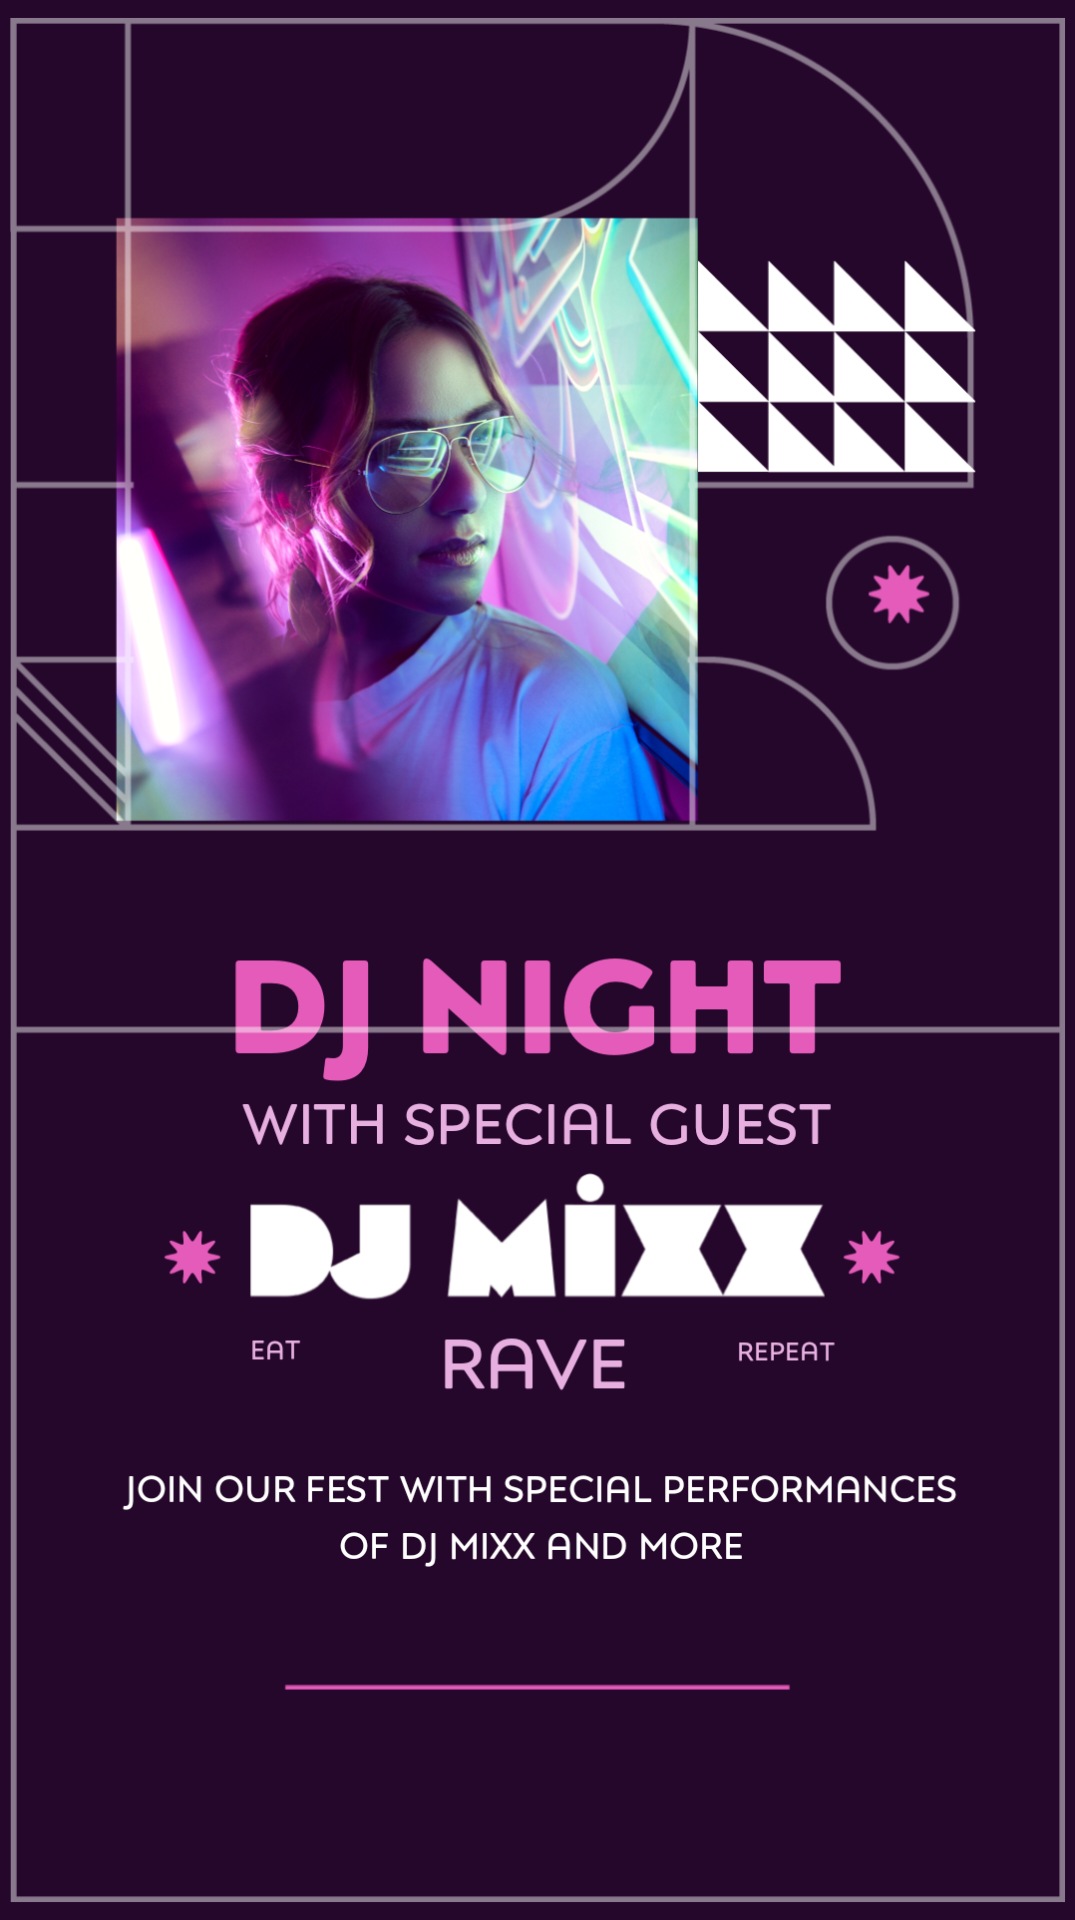 DJ NIGHT
WITH SPECIAL GUEST
DJ MiXX
EAT RAVE REPEAT
JOIN OUR FEST WITH SPECIAL PERFORMANCES
OF DJ MIXX AND MORE